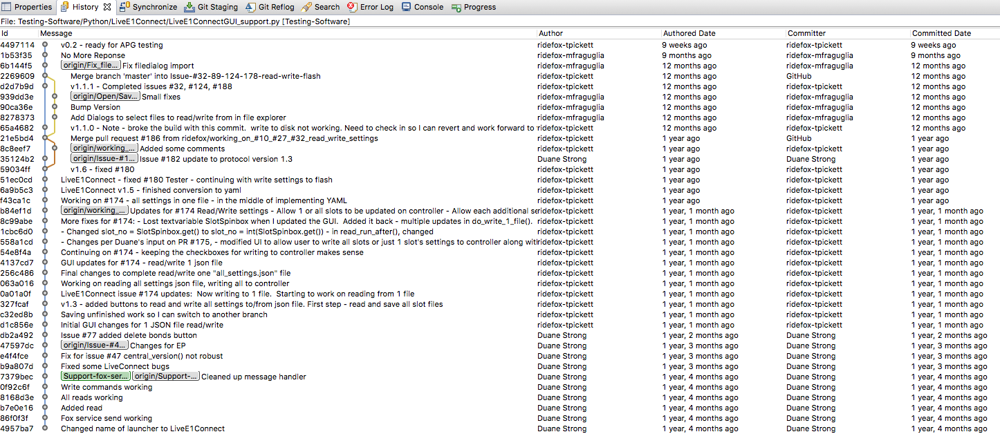 Properties History Synchronize Git Staging Git Reflog Search Error Log Console Progress
File: Testing-Software/Python/LiveE1Connect/LiveE1ConnectGUI_support.py [Testing-Software]
Id Message Author Authored Date Committer Committed Date
4497114 v0.2 - ready for APG testing ridefox-tpickett 9 weeks ago ridefox-tpickett 9 weeks ago
1b53f35 No More Reponse ridefox-mfraguglia 9 months ago ridefox-mfraguglia 9 months ago
6b144f5 origin/Fix_file... Fix filedialog import ridefox-mfraguglia 12 months ago ridefox-mfraguglia 12 months ago
2269609 Merge branch 'master' into Issue-#32-89-124-178-read-write-flash ridefox-tpickett 12 months ago GitHub 12 months ago
d2d7b9d v1.1.1 - Completed issues #32, #124, #188 ridefox-tpickett 12 months ago ridefox-tpickett 12 months ago
939dd3e origin/Open/Sav... Small fixes ridefox-mfraguglia 12 months ago ridefox-mfraguglia 12 months ago
90ca36e Bump Version ridefox-mfraguglia 12 months ago ridefox-mfraguglia 12 months ago
8278373 Add Dialogs to select files to read/write from in file explorer ridefox-mfraguglia 12 months ago ridefox-mfraguglia 12 months ago
65a4682 v1.1.0 - Note - broke the build with this commit. write to disk not working. Need to check in so I can revert and work forward to ridefox-tpickett 12 months ago ridefox-tpickett 12 months ago
21e5bd4 Merge pull request #186 from ridefox/working_on_#10_#27_#32_read_write_settings ridefox-tpickett 1 year ago GitHub 1 year ago
8c8eef7 origin/working_... Added some comments ridefox-tpickett 1 year ago ridefox-tpickett 1 year ago
35124b2 origin/Issue-#1... Issue #182 update to protocol version 1.3 Duane Strong 1 year ago Duane Strong 1 year ago
59034ff v1.6 - fixed #180 ridefox-tpickett 1 year ago ridefox-tpickett 1 year ago
51ec0cd LiveE1Connect - fixed #180 Tester - continuing with write settings to flash ridefox-tpickett 1 year ago ridefox-tpickett 1 year ago
6a9b5c3 LiveE1Connect v1.5 - finished conversion to yaml ridefox-tpickett 1 year ago ridefox-tpickett 1 year ago
f43ca1c Working on #174 - all settings in one file - in the middle of implementing YAML ridefox-tpickett 1 year ago ridefox-tpickett 1 year ago
b84ef1d origin/working_... Updates for #174 Read/Write settings - Allow 1 or all slots to be updated on controller - Allow each additional se ridefox-tpickett 1 year, 1 month ago ridefox-tpickett 1 year, 1 month ago
8c99abe More fixes for #174: - Lost textvariable SlotSpinbox when I updated the GUI. Added it back - multiple updates in do_write_1_file(). ridefox-tpickett 1 year, 1 month ago ridefox-tpickett 1 year, 1 month ago
1cbc6d0 - Changed slot_no = SlotSpinbox.get() to slot_no = int(SlotSpinbox.get()) - in read_run_after(), changed ridefox-tpickett 1 year, 1 month ago ridefox-tpickett 1 year, 1 month ago
558a1cd - Changes per Duane's input on PR #175, - modified UI to allow user to write all slots or just 1 slot's settings to controller along wit ridefox-tpickett 1 year, 1 month ago ridefox-tpickett 1 year, 1 month ago
54e8f4a Continuing on #174 - keeping the checkboxes for writing to controller makes sense ridefox-tpickett 1 year, 1 month ago ridefox-tpickett 1 year, 1 month ago
4137cd7 GUI updates for #174 - read/write 1 json file ridefox-tpickett 1 year, 1 month ago ridefox-tpickett 1 year, 1 month ago
256c486 Final changes to complete read/write one "all_settings.json" file ridefox-tpickett 1 year, 1 month ago ridefox-tpickett 1 year, 1 month ago
063a016 Working on reading all settings json file, writing all to controller ridefox-tpickett 1 year, 1 month ago ridefox-tpickett 1 year, 1 month ago
0a01a0f LiveE1Connect issue #174 updates: Now writing to 1 file. Starting to work on reading from 1 file ridefox-tpickett 1 year, 1 month ago ridefox-tpickett 1 year, 1 month ago
327fcaf v1.3 - added buttons to read and write all settings to/from json file. First step - read and save all slot files ridefox-tpickett 1 year, 1 month ago ridefox-tpickett 1 year, 1 month ago
c32ed8b Saving unfinished work so I can switch to another branch ridefox-tpickett 1 year, 1 month ago ridefox-tpickett 1 year, 1 month ago
d1c856e Initial GUI changes for 1 JSON file read/write ridefox-tpickett 1 year, 1 month ago ridefox-tpickett 1 year, 1 month ago
db2a492 Issue #77 added delete bonds button Duane Strong 1 year, 2 months ago Duane Strong 1 year, 2 months ago
47597dc origin/Issue-#4... Changes for EP Duane Strong 1 year, 3 months ago Duane Strong 1 year, 3 months ago
e4f4fce Fix for issue #47 central_version() not robust Duane Strong 1 year, 3 months ago Duane Strong 1 year, 3 months ago
b9a807d Fixed some LiveConnect bugs Duane Strong 1 year, 3 months ago Duane Strong 1 year, 3 months ago
7379bec Support-fox-ser... origin/Support-... Cleaned up message handler Duane Strong 1 year, 4 months ago Duane Strong 1 year, 4 months ago
0f92c6f Write commands working Duane Strong 1 year, 4 months ago Duane Strong 1 year, 4 months ago
8168d3e All reads working Duane Strong 1 year, 4 months ago Duane Strong 1 year, 4 months ago
b7e0e16 Added read Duane Strong 1 year, 4 months ago Duane Strong 1 year, 4 months ago
86f0f3f Fox service send working Duane Strong 1 year, 4 months ago Duane Strong 1 year, 4 months ago
4957ba7 Changed name of launcher to LiveE1Connect Duane Strong 1 year, 4 months ago Duane Strong 1 year, 4 months ago